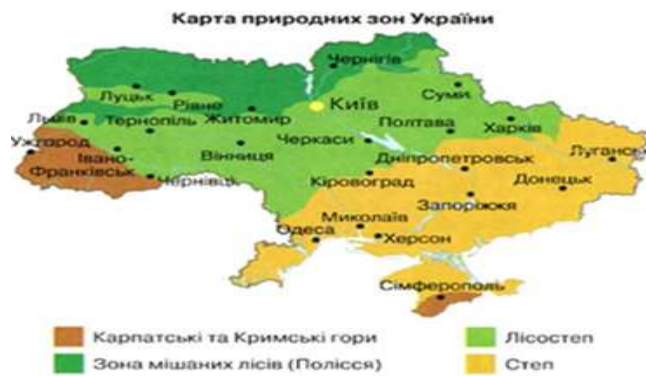 Карта природних зон України
Чернігів
Луцьк
Рівне
Київ
Суми
Львів
Житомир
Тернопіль
Полтава
Харків
Ужгород
Черкаси
Івано-
Франківськ
Вінниця
Дніпропетровськ
Луганськ
Чернівці
Кіровоград
Донецьк
Запоріжжя
Миколаїв
Одеса
Херсон
Сімферополь
Карпатські та Кримські гори
Лісостеп
Зона мішаних лісів (Полісся)
Степ